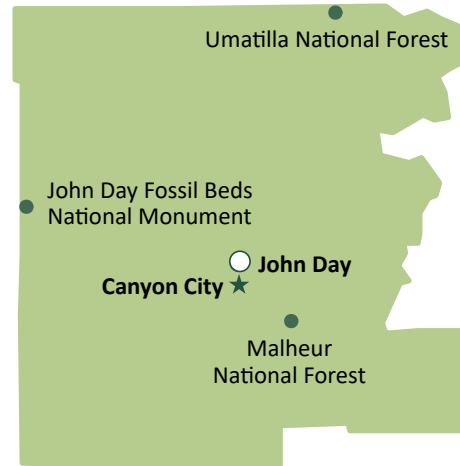 Umatilla National Forest
John Day Fossil Beds
National Monument
John Day
Canyon City
Malheur
National Forest